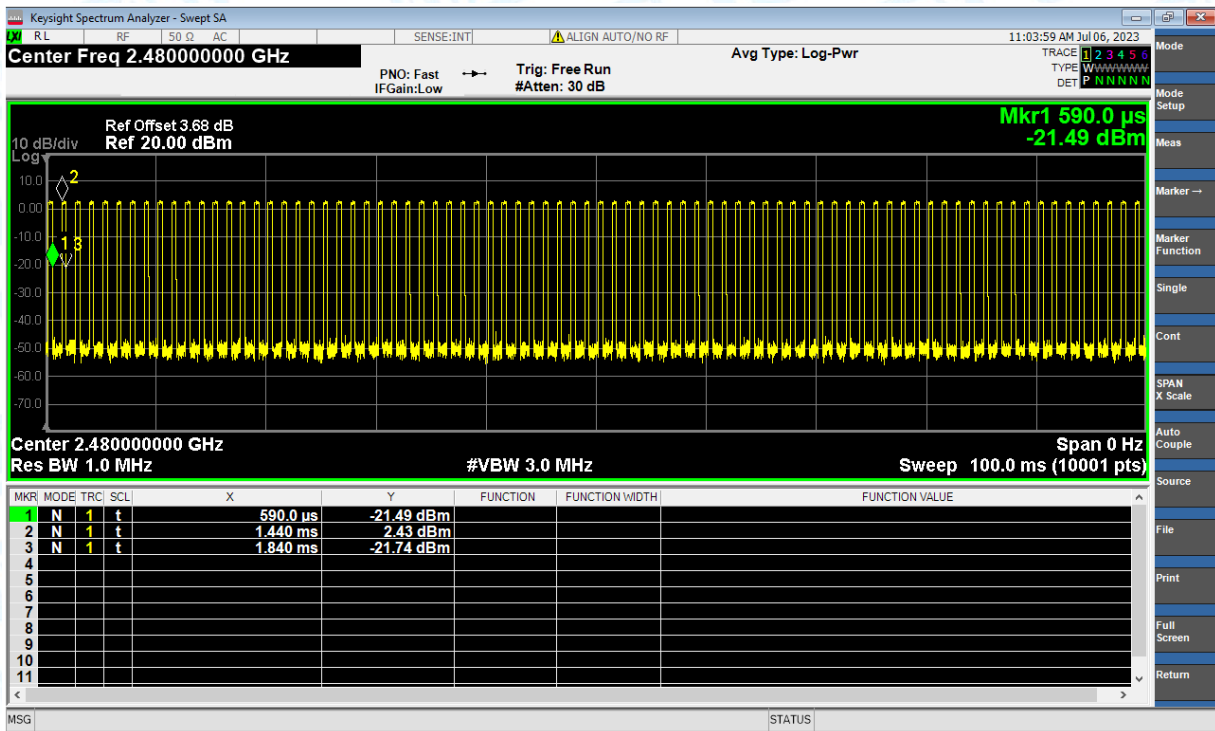 Keysight Spectrum Analyzer - Swept SA
LXI RL RF 50 Ω AC SENSE:INT ALIGN AUTO/NO RF 11:03:59 AM Jul 06, 2023
Center Freq 2.480000000 GHz
PNO: Fast
IFGain:Low
Trig: Free Run
#Atten: 30 dB
Avg Type: Log-Pwr
TRACE 1 2 3 4 5 6
TYPE WWWWWW
DET P N N N N N
Mkr1 590.0 µs
-21.49 dBm
Ref Offset 3.68 dB
10 dB/div Ref 20.00 dBm
Log
10.0
0.00
-10.0
-20.0
-30.0
-40.0
-50.0
-60.0
-70.0
2
1 3
Center 2.480000000 GHz Span 0 Hz
Res BW 1.0 MHz #VBW 3.0 MHz Sweep 100.0 ms (10001 pts)
MKR MODE TRC SCL X Y FUNCTION FUNCTION WIDTH FUNCTION VALUE
1 N 1 t 590.0 µs -21.49 dBm
2 N 1 t 1.440 ms 2.43 dBm
3 N 1 t 1.840 ms -21.74 dBm
4
5
6
7
8
9
10
11
MSG STATUS
Mode
Mode
Setup
Meas
Marker →
Marker
Function
Single
Cont
SPAN
X Scale
Auto
Couple
Source
File
Print
Full
Screen
Return